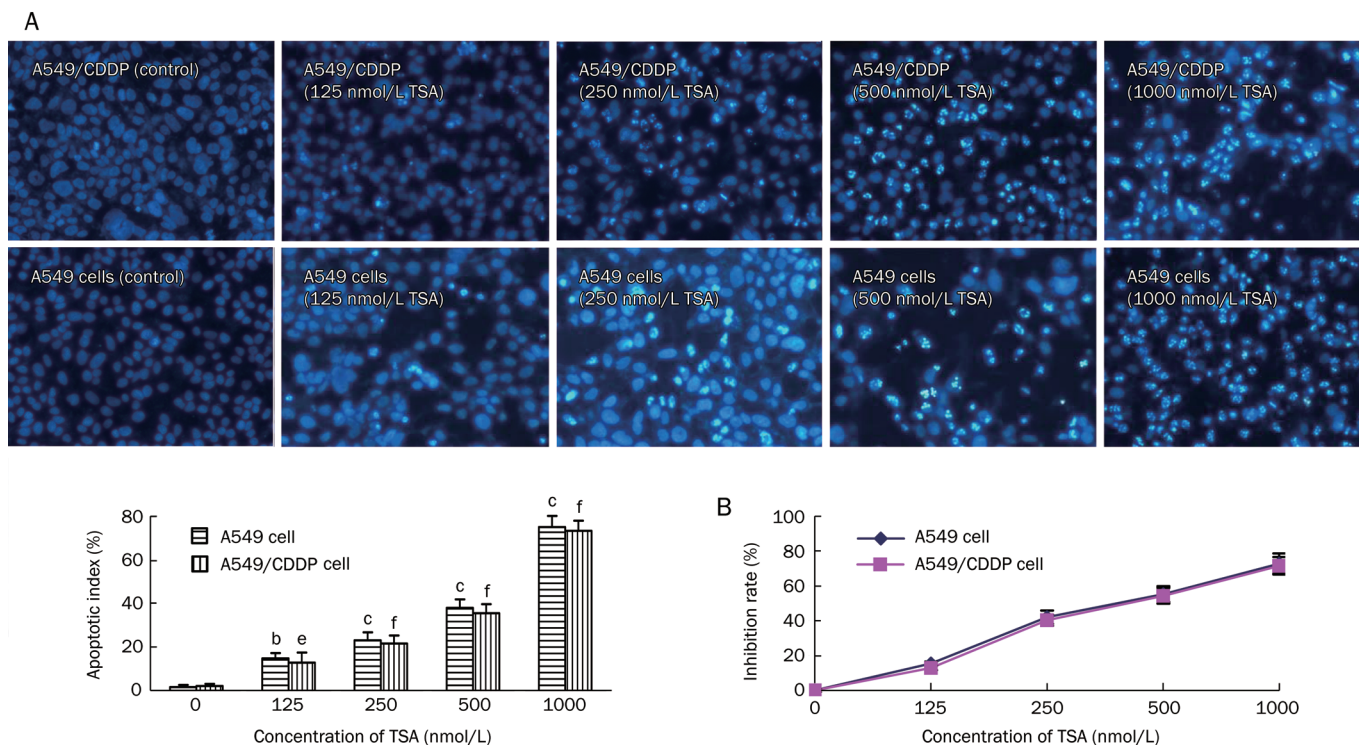 A
A549/CDDP (control)
A549/CDDP
(125 nmol/L TSA)
A549/CDDP
(250 nmol/L TSA)
A549/CDDP
(500 nmol/L TSA)
A549/CDDP
(1000 nmol/L TSA)
A549 cells (control)
A549 cells
(125 nmol/L TSA)
A549 cells
(250 nmol/L TSA)
A549 cells
(500 nmol/L TSA)
A549 cells
(1000 nmol/L TSA)
Apoptotic index (%)
80
60
40
20
0
A549 cell
A549/CDDP cell
b e
c f
c f
c f
0 125 250 500 1000
Concentration of TSA (nmol/L)
B
Inhibition rate (%)
100
80
60
40
20
0
A549 cell
A549/CDDP cell
0 125 250 500 1000
Concentration of TSA (nmol/L)